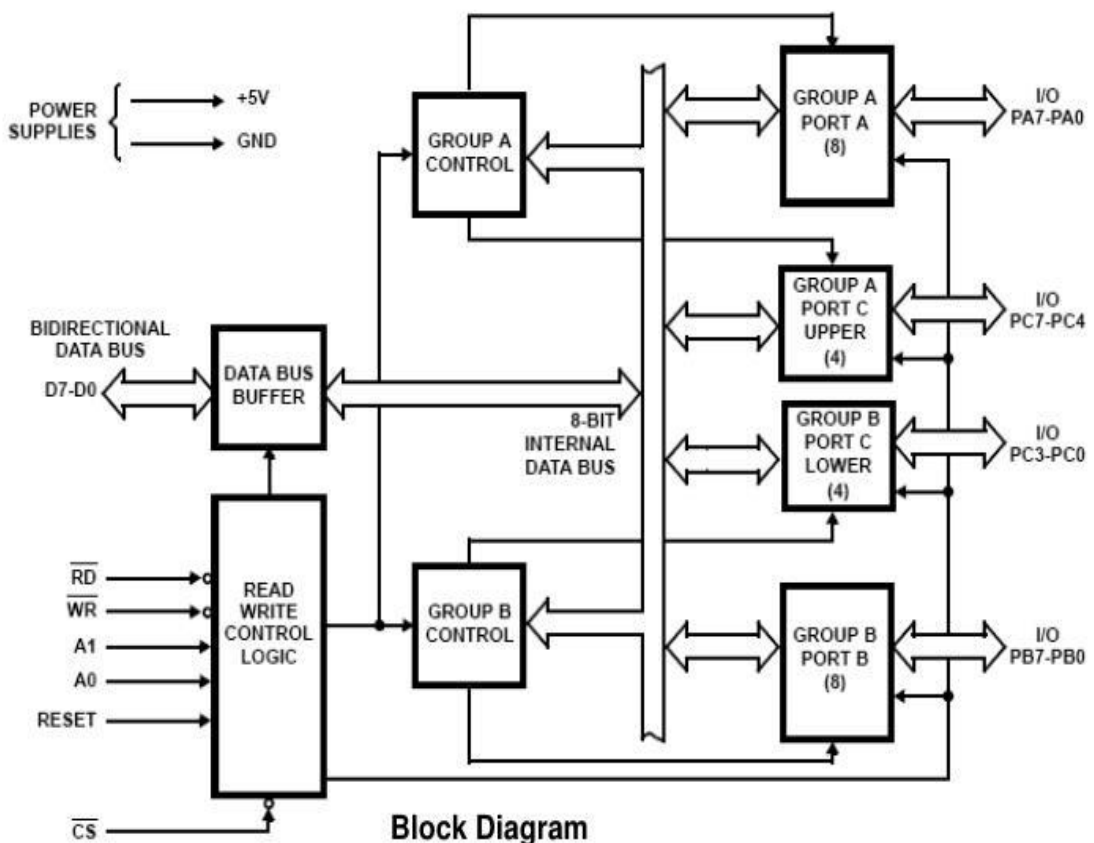 POWER
SUPPLIES
+5V
GND
GROUP A
CONTROL
GROUP A
PORT A
(8)
I/O
PA7-PA0
GROUP A
PORT C
UPPER
(4)
I/O
PC7-PC4
BIDIRECTIONAL
DATA BUS
D7-D0
DATA BUS
BUFFER
8-BIT
INTERNAL
DATA BUS
GROUP B
PORT C
LOWER
(4)
I/O
PC3-PC0
RD
WR
A1
A0
RESET
CS
READ
WRITE
CONTROL
LOGIC
GROUP B
CONTROL
GROUP B
PORT B
(8)
I/O
PB7-PB0
Block Diagram